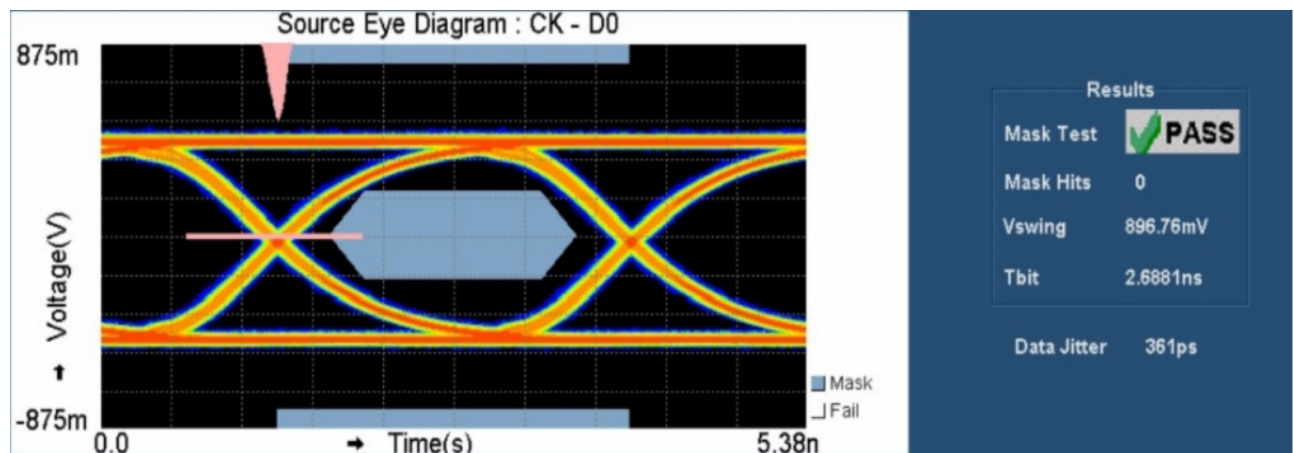 Source Eye Diagram : CK - D0
875m
Voltage(V)
-875m
0.0
Time(s)
5.38n
Mask
Fail
Results
Mask Test PASS
Mask Hits 0
Vswing 896.76mV
Tbit 2.6881ns
Data Jitter 361ps